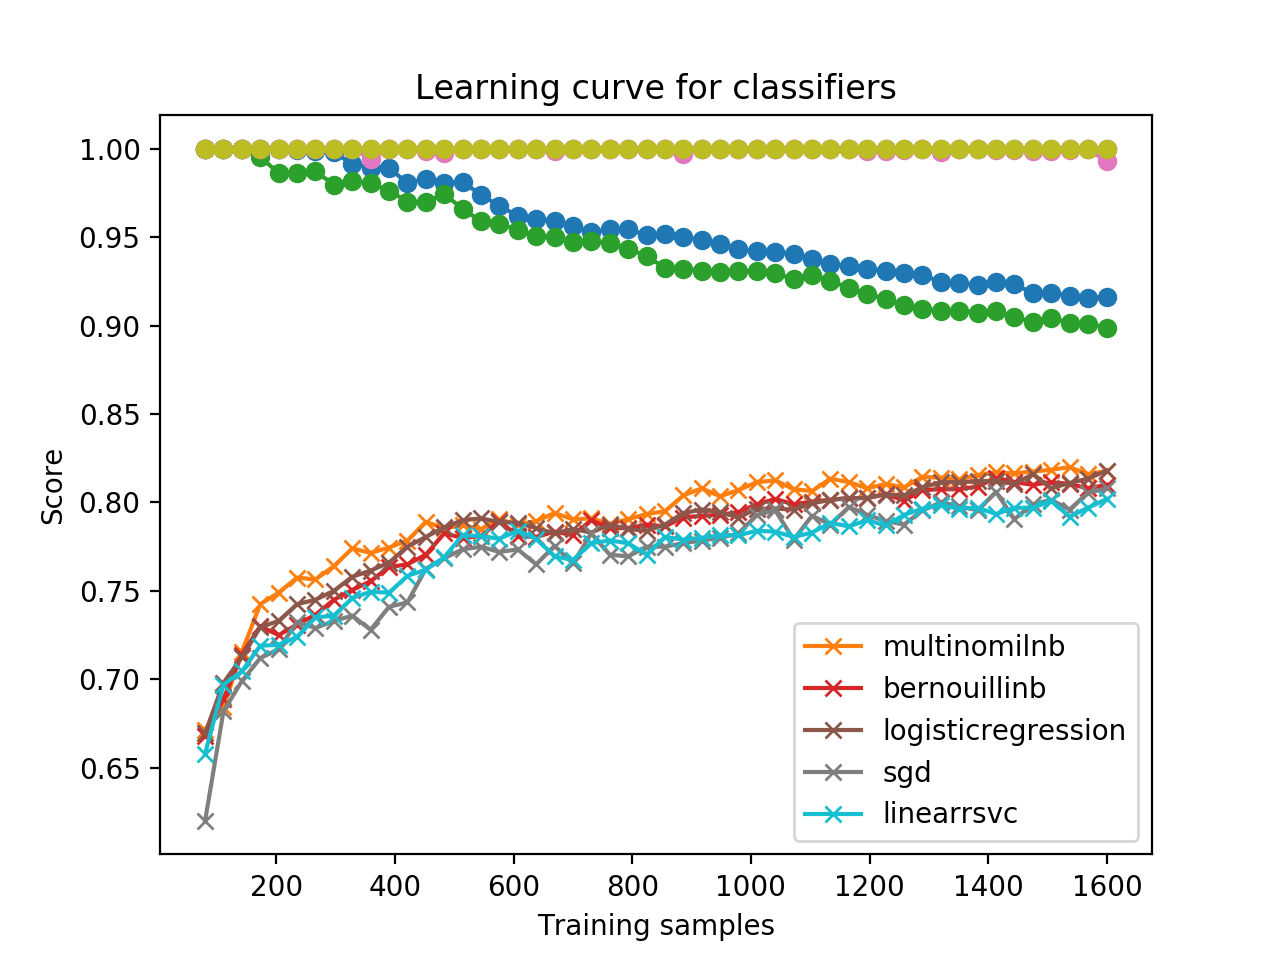 Learning curve for classifiers
1.00
0.95
0.90
0.85
0.80
0.75
0.70
0.65
Score
multinomilnb
bernouillinb
logisticregression
sgd
linearrsvc
200 400 600 800 1000 1200 1400 1600
Training samples